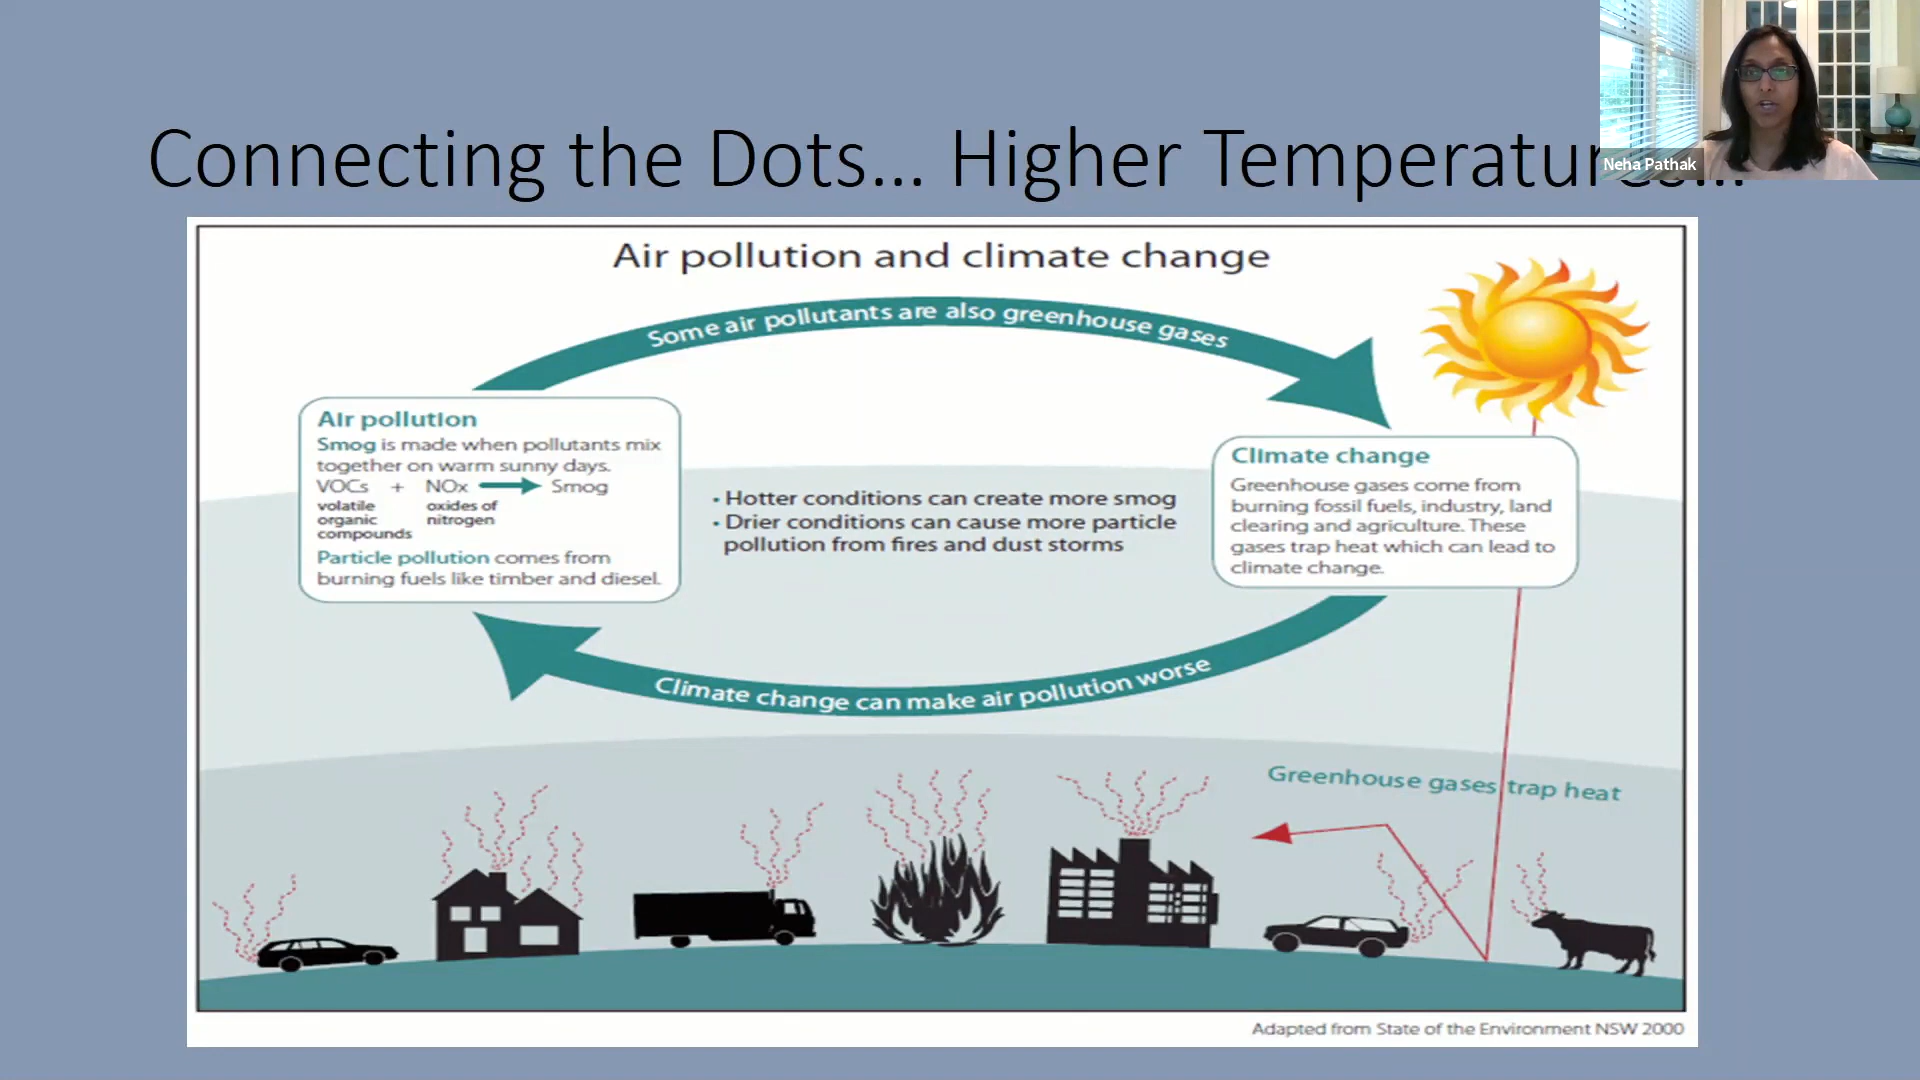 Connecting the Dots... Higher Temperatures...
Neha Pathak
Air pollution and climate change
Some air pollutants are also greenhouse gases
Air pollution
Smog is made when pollutants mix
together on warm sunny days.
VOCs + NOx Smog
volatile
organic
compounds
oxides of
nitrogen
Particle pollution comes from
burning fuels like timber and diesel.
• Hotter conditions can create more smog
• Drier conditions can cause more particle
pollution from fires and dust storms
Climate change
Greenhouse gases come from
burning fossil fuels, industry, land
clearing and agriculture. These
gases trap heat which can lead to
climate change.
Climate change can make air pollution worse
Greenhouse gases trap heat
Adapted from State of the Environment NSW 2000